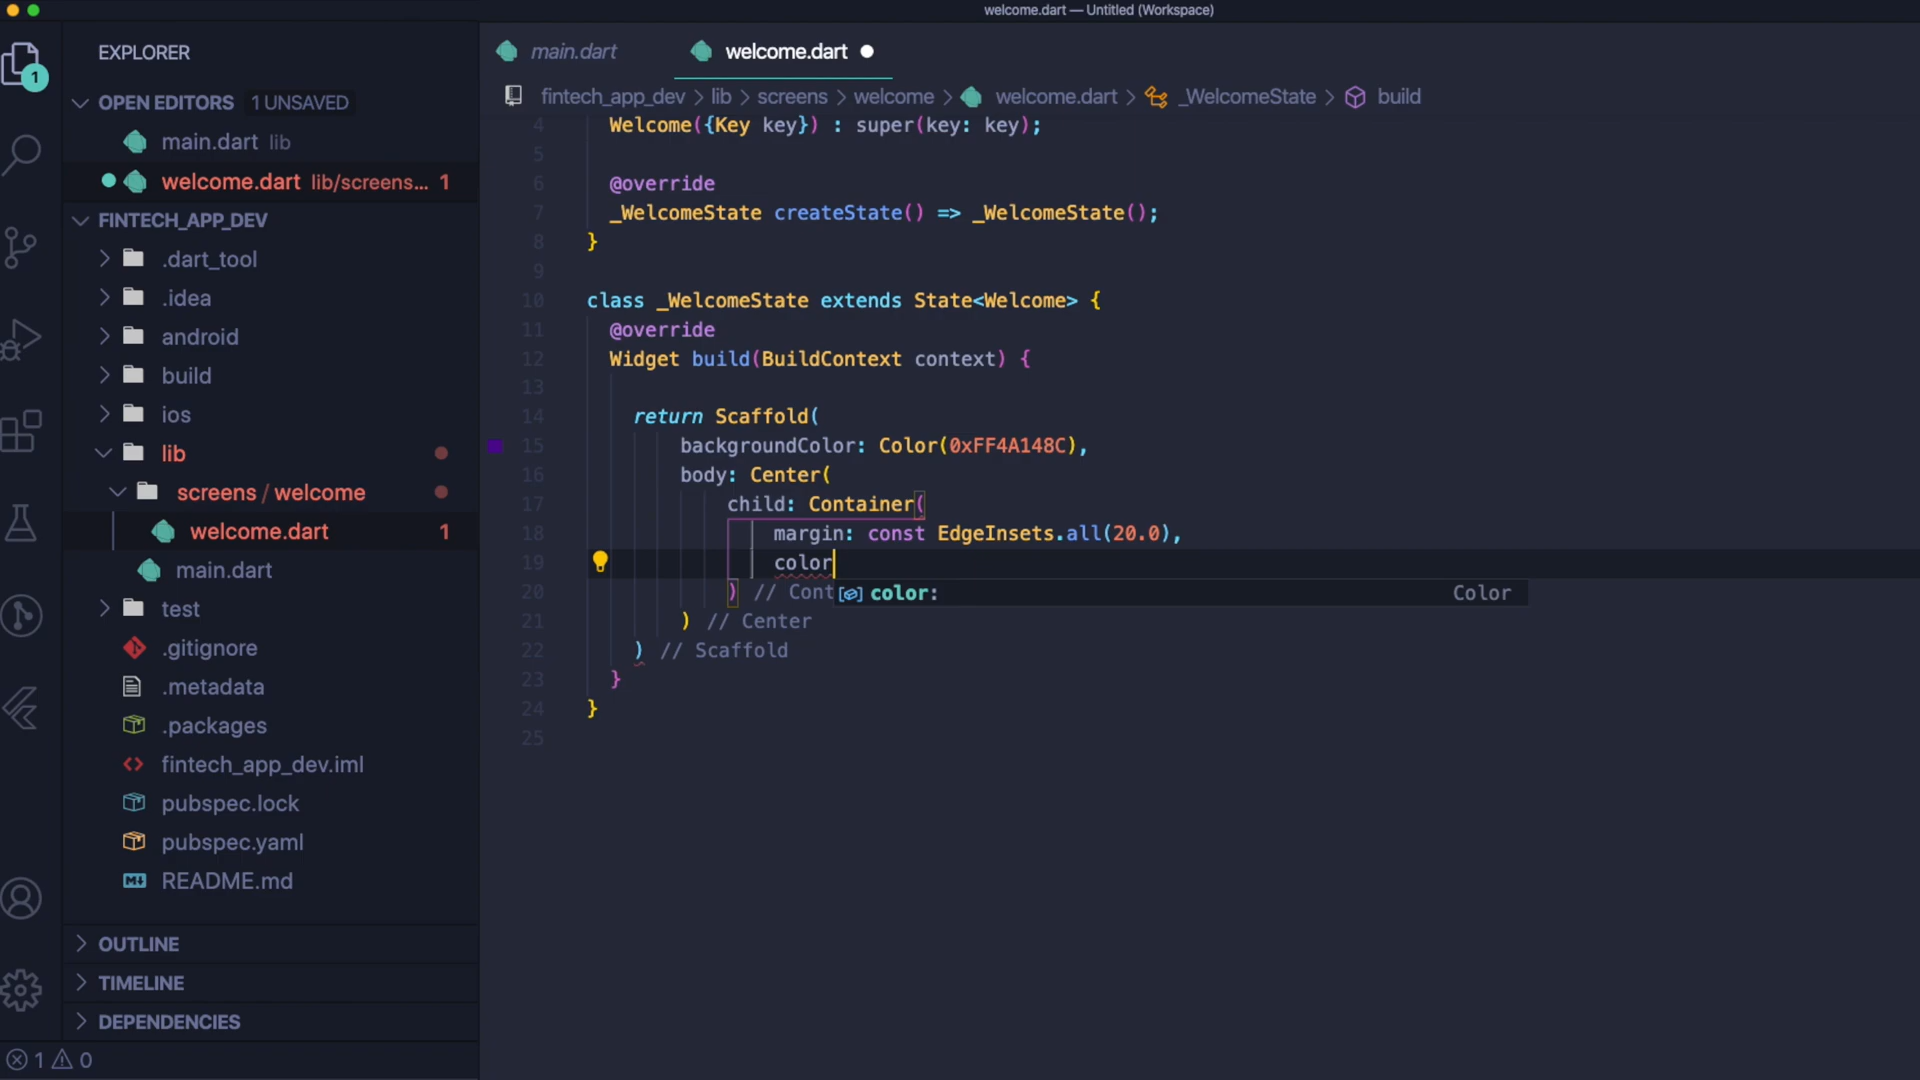 welcome.dart — Untitled (Workspace)
EXPLORER
OPEN EDITORS 1 UNSAVED
main.dart lib
welcome.dart lib/screens... 1
FINTECH_APP_DEV
.dart_tool
.idea
android
build
ios
lib
screens / welcome
welcome.dart 1
main.dart
test
.gitignore
.metadata
.packages
fintech_app_dev.iml
pubspec.lock
pubspec.yaml
README.md
OUTLINE
TIMELINE
DEPENDENCIES
1 0
1
main.dart welcome.dart
fintech_app_dev > lib > screens > welcome > welcome.dart > _WelcomeState > build
4 Welcome({Key key}) : super(key: key);
5
6 @override
7 _WelcomeState createState() => _WelcomeState();
8 }
9
10 class _WelcomeState extends State<Welcome> {
11 @override
12 Widget build(BuildContext context) {
13
14 return Scaffold(
15 backgroundColor: Color(0xFF4A148C),
16 body: Center(
17 child: Container(
18 margin: const EdgeInsets.all(20.0),
19 color
20 ) // Cont
color: Color
21 ) // Center
22 ) // Scaffold
23 }
24 }
25